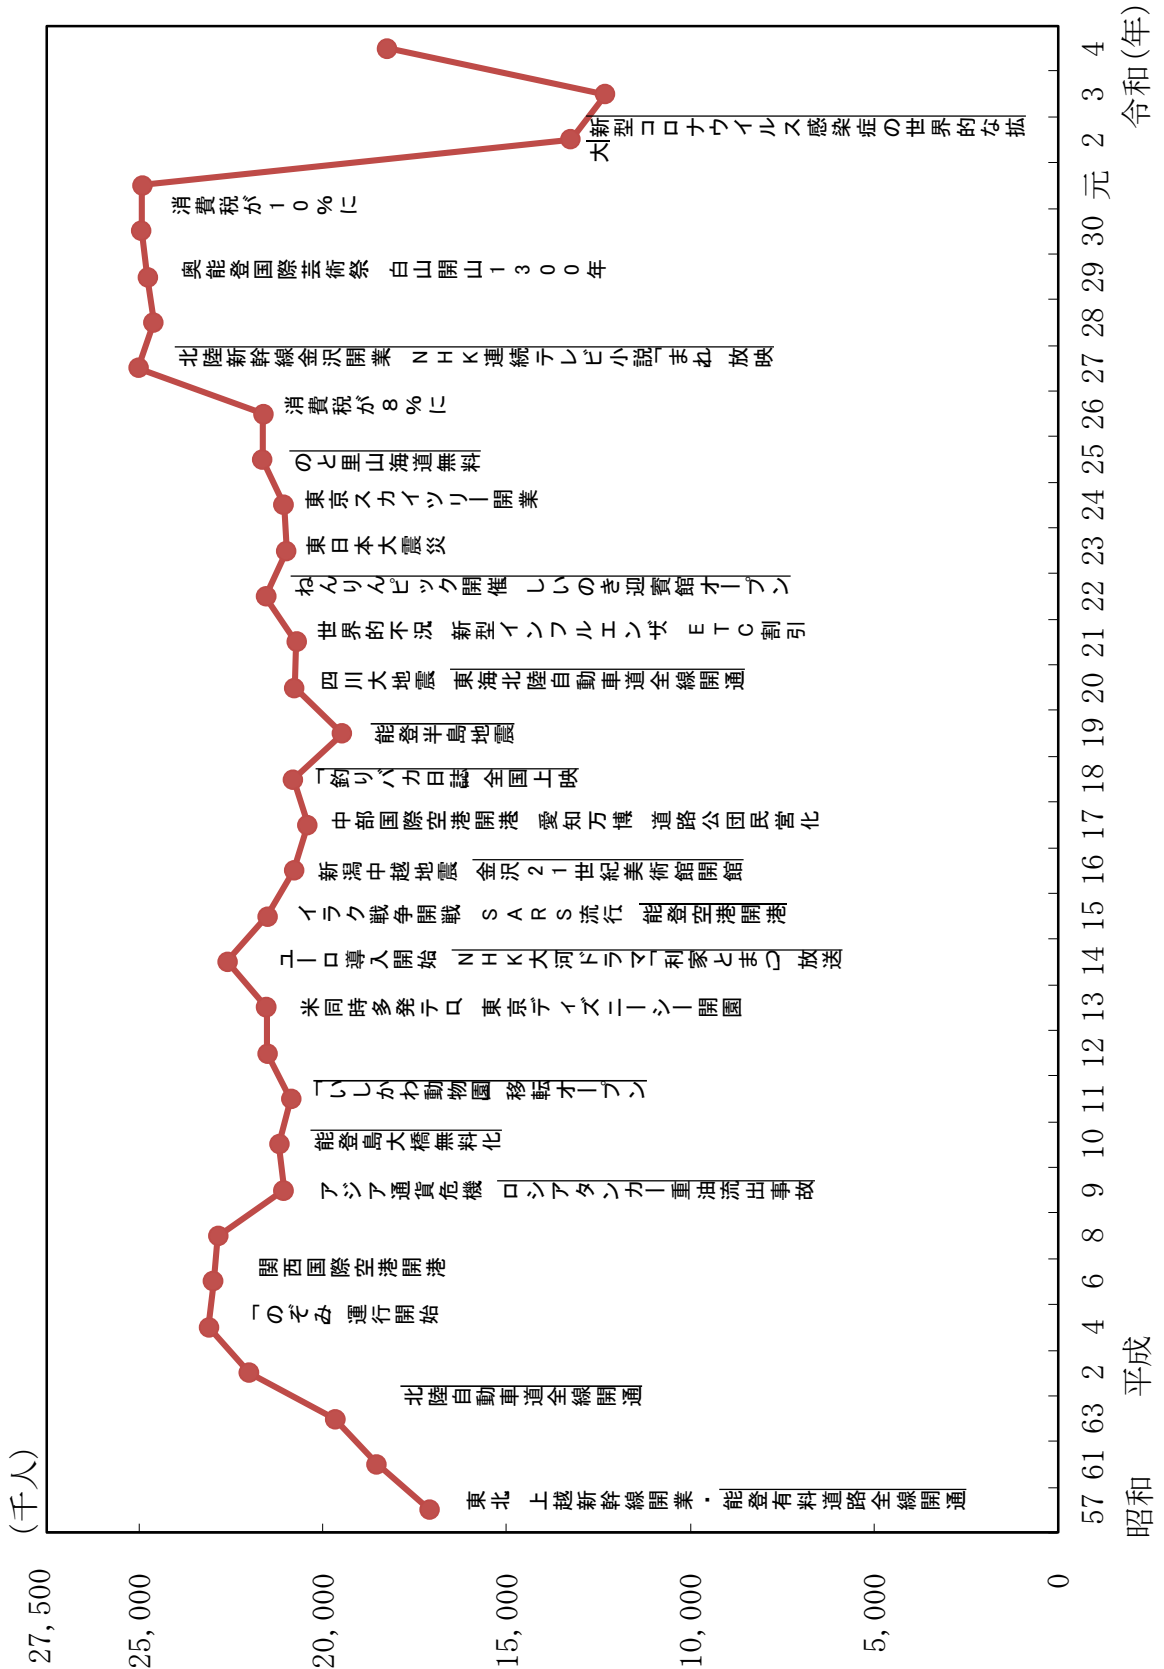 (千人)
27,500
25,000
20,000
15,000
10,000
5,000
0
東北 上越新幹線開業・能登有料道路全線開通
北陸自動車道全線開通
「のぞみ」運行開始
関西国際空港開港
アジア通貨危機 ロシアタンカー重油流出事故
能登島大橋無料化
「いしかわ動物園」移転オープン
米同時多発テロ 東京ディズニーシー開園
ユーロ導入開始 NHK大河ドラマ「利家とまつ」放送
イラク戦争開戦 SARS流行 能登空港開港
新潟中越地震 金沢21世紀美術館開館
中部国際空港開港 愛知万博 道路公団民営化
「釣りバカ日誌」全国上映
能登半島地震
四川大地震 東海北陸自動車道全線開通
世界的不況 新型インフルエンザ ETC割引
ねんりんピック開催 しいのき迎賓館オープン
東日本大震災
東京スカイツリー開業
のと里山海道無料
消費税が8%に
北陸新幹線金沢開業 NHK連続テレビ小説「まれ」放映
奥能登国際芸術祭 白山開山1300年
消費税が10%に
新型コロナウイルス感染症の世界的な拡
大
57 61 63 2 4 6 8 9 10 11 12 13 14 15 16 17 18 19 20 21 22 23 24 25 26 27 28 29 30 元 2 3 4
昭和 平成 令和(年)